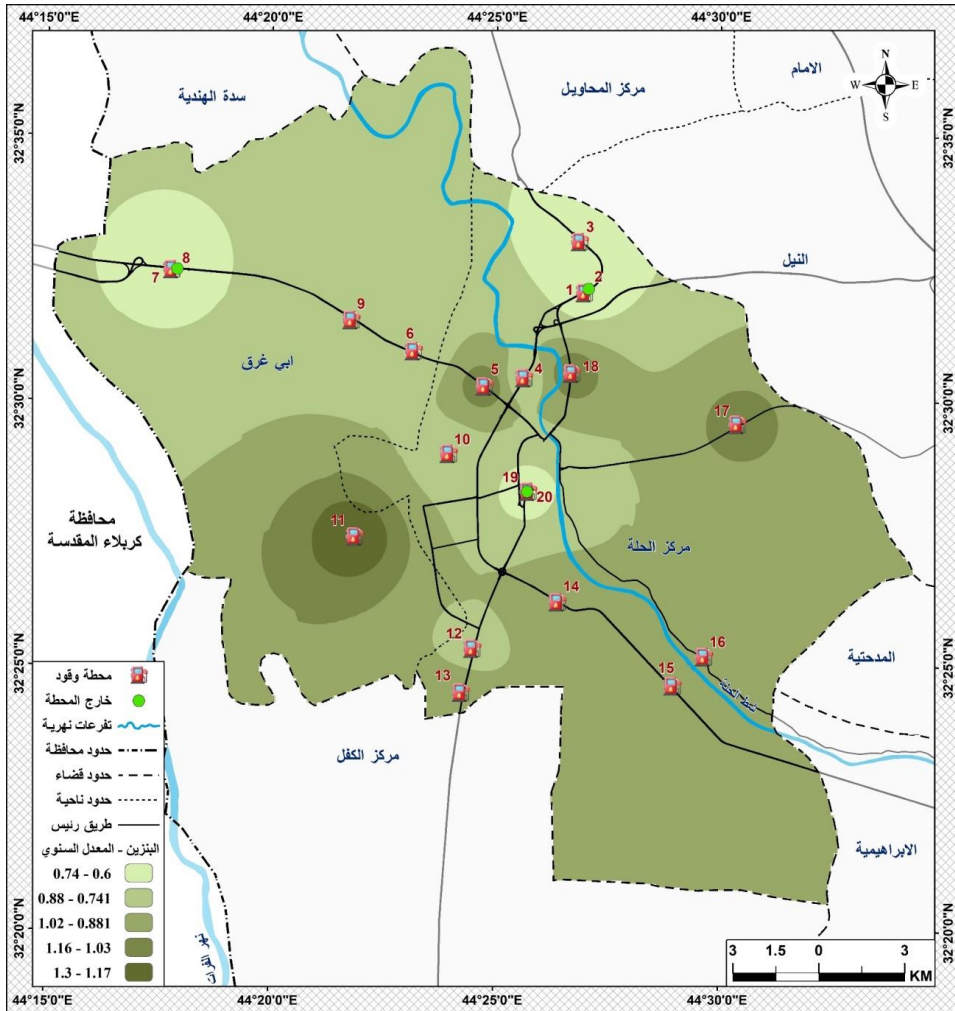 44°15'0"E
44°20'0"E
44°25'0"E
44°30'0"E
32°35'0"N
32°30'0"N
32°25'0"N
32°20'0"N
32°35'0"N
32°30'0"N
32°25'0"N
32°20'0"N
N
W
E
S
الامام
مركز المحاويل
سدة الهندية
3
النيل
8
7
2
1
9
6
5
4
18
ابي غرق
17
10
19
20
محافظة
كربلاء المقدسة
11
مركز الحلة
14
12
16
المدحتية
15
13
شط الحلة
مركز الكفل
الابراهيمية
نهر الفرات
محطة وقود
خارج المحطة
تفرعات نهرية
حدود محافظة
حدود قضاء
حدود ناحية
طريق رئيس
البنزين - المعدل السنوي
0.74 - 0.6
0.88 - 0.741
1.02 - 0.881
1.16 - 1.03
1.3 - 1.17
3 1.5 0 3
KM
44°15'0"E
44°20'0"E
44°25'0"E
44°30'0"E